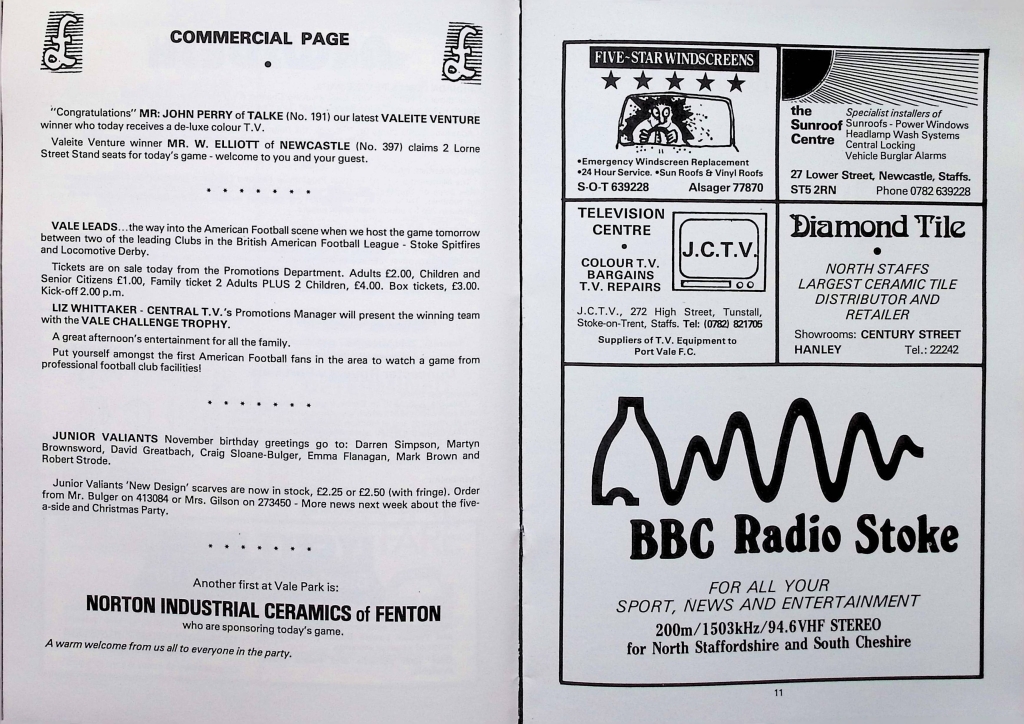 COMMERCIAL PAGE
"Congratulations" MR: JOHN PERRY of TALKE (No. 191) our latest VALEITE VENTURE
winner who today receives a de-luxe colour T.V.
Valeite Venture winner MR. W. ELLIOTT of NEWCASTLE (No. 397) claims 2 Lorne
Street Stand seats for today's game - welcome to you and your guest.
* * * * * * *
VALE LEADS...the way into the American Football scene when we host the game tomorrow
between two of the leading Clubs in the British American Football League - Stoke Spitfires
and Locomotive Derby.
Tickets are on sale today from the Promotions Department. Adults £2.00, Children and
Senior Citizens £1.00, Family ticket 2 Adults PLUS 2 Children, £4.00. Box tickets, £3.00.
Kick-off 2.00 p.m.
LIZ WHITTAKER - CENTRAL T.V.'s Promotions Manager will present the winning team
with the VALE CHALLENGE TROPHY.
A great afternoon's entertainment for all the family.
Put yourself amongst the first American Football fans in the area to watch a game from
professional football club facilities!
* * * * * * *
JUNIOR VALIANTS November birthday greetings go to: Darren Simpson, Martyn
Brownsword, David Greatbach, Craig Sloane-Bulger, Emma Flanagan, Mark Brown and
Robert Strode.
Junior Valiants 'New Design' scarves are now in stock, £2.25 or £2.50 (with fringe). Order
from Mr. Bulger on 413084 or Mrs. Gilson on 273450 - More news next week about the five-
a-side and Christmas Party.
* * * * * * *
Another first at Vale Park is:
NORTON INDUSTRIAL CERAMICS of FENTON
who are sponsoring today's game.
A warm welcome from us all to everyone in the party.
FIVE-STAR WINDSCREENS
•Emergency Windscreen Replacement
•24 Hour Service. •Sun Roofs & Vinyl Roofs
S-O-T 639228 Alsager 77870
the
Sunroof
Centre
Specialist installers of
Sunroofs - Power Windows
Headlamp Wash Systems
Central Locking
Vehicle Burglar Alarms
27 Lower Street, Newcastle, Staffs.
ST5 2RN Phone 0782 639228
TELEVISION
CENTRE
•
COLOUR T.V.
BARGAINS
T.V. REPAIRS
J.C.T.V.
J.C.T.V., 272 High Street, Tunstall,
Stoke-on-Trent, Staffs. Tel: (0782) 821705
Suppliers of T.V. Equipment to
Port Vale F.C.
Diamond Tile
•
NORTH STAFFS
LARGEST CERAMIC TILE
DISTRIBUTOR AND
RETAILER
Showrooms: CENTURY STREET
HANLEY Tel.: 22242
BBC Radio Stoke
FOR ALL YOUR
SPORT, NEWS AND ENTERTAINMENT
200m/1503kHz/94.6VHF STEREO
for North Staffordshire and South Cheshire
11